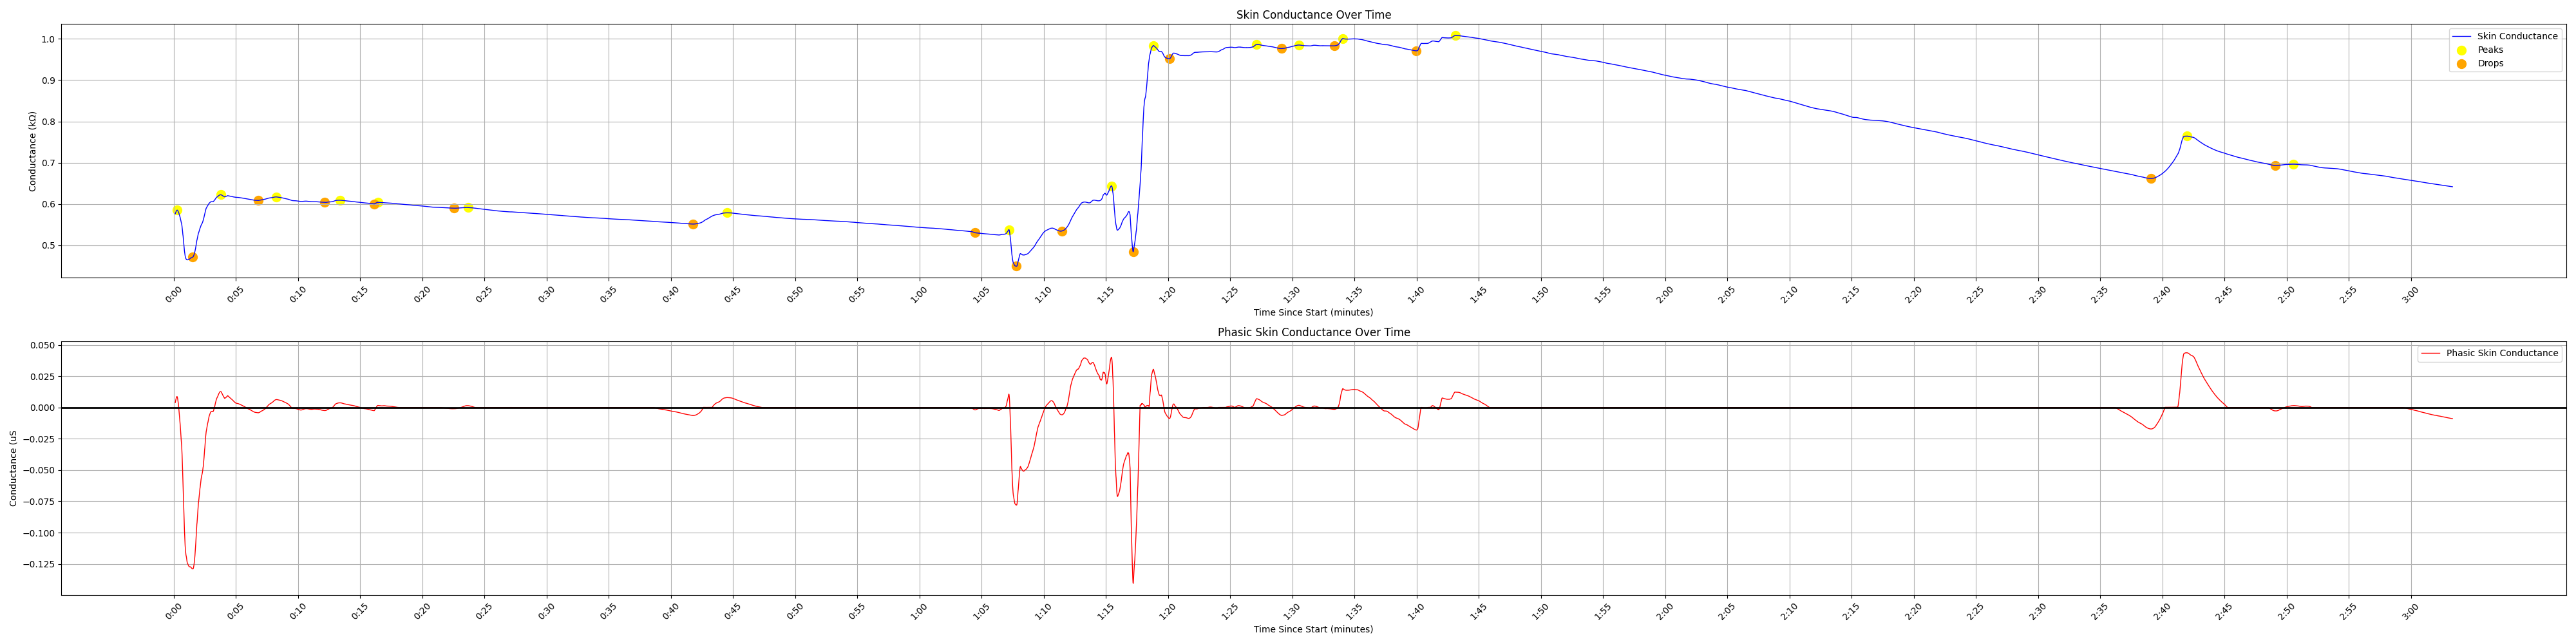 Skin Conductance Over Time
Conductance (kΩ)
1.0
0.9
0.8
0.7
0.6
0.5
Skin Conductance
Peaks
Drops
0:00 0:05 0:10 0:15 0:20 0:25 0:30 0:35 0:40 0:45 0:50 0:55 1:00 1:05 1:10 1:15 1:20 1:25 1:30 1:35 1:40 1:45 1:50 1:55 2:00 2:05 2:10 2:15 2:20 2:25 2:30 2:35 2:40 2:45 2:50 2:55 3:00
Time Since Start (minutes)
Phasic Skin Conductance Over Time
Conductance (uS
0.050
0.025
0.000
−0.025
−0.050
−0.075
−0.100
−0.125
Phasic Skin Conductance
0:00 0:05 0:10 0:15 0:20 0:25 0:30 0:35 0:40 0:45 0:50 0:55 1:00 1:05 1:10 1:15 1:20 1:25 1:30 1:35 1:40 1:45 1:50 1:55 2:00 2:05 2:10 2:15 2:20 2:25 2:30 2:35 2:40 2:45 2:50 2:55 3:00
Time Since Start (minutes)